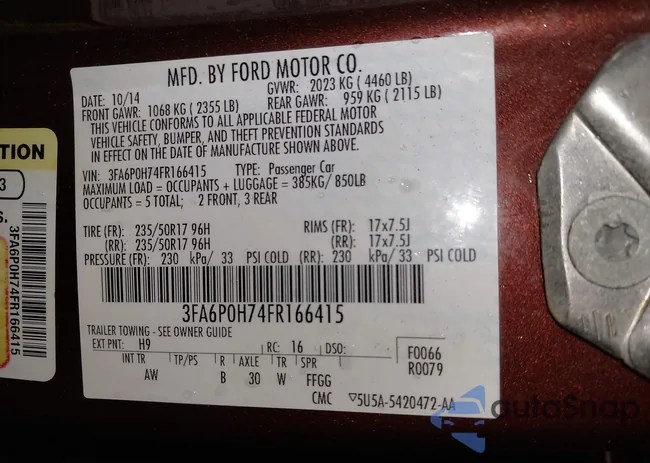 MFD. BY FORD MOTOR CO.
DATE: 10/14 GVWR: 2023 KG (4460 LB)
FRONT GAWR: 1068 KG (2355 LB) REAR GAWR: 959 KG (2115 LB)
THIS VEHICLE CONFORMS TO ALL APPLICABLE FEDERAL MOTOR
VEHICLE SAFETY, BUMPER, AND THEFT PREVENTION STANDARDS
IN EFFECT ON THE DATE OF MANUFACTURE SHOWN ABOVE.
VIN: 3FA6P0H74FR166415 TYPE: Passenger Car
MAXIMUM LOAD = OCCUPANTS + LUGGAGE = 385KG/ 850LB
OCCUPANTS = 5 TOTAL; 2 FRONT, 3 REAR
TIRE (FR): 235/50R17 96H RIMS (FR): 17x7.5J
(RR): 235/50R17 96H (RR): 17x7.5J
PRESSURE (FR): 230 kPa/ 33 PSI COLD (RR): 230 kPa/ 33 PSI COLD
3FA6P0H74FR166415
TRAILER TOWING - SEE OWNER GUIDE
EXT PNT: H9 RC: 16 DSO: F0066
R0079
INT TR TP/PS R AXLE TR SPR
AW B 30 W FFGG
CMC ▽5U5A-5420472-AA
TION
3
S.
3FA6P0H74FR166415
autoSnap